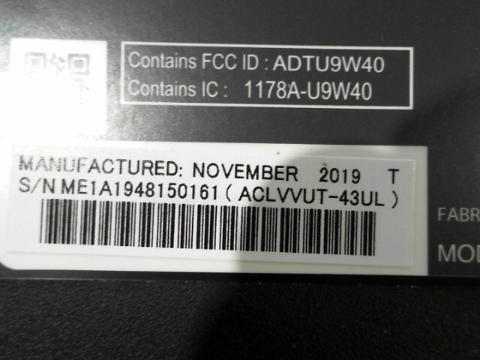 Contains FCC ID : ADTU9W40
Contains IC : 1178A-U9W40
MANUFACTURED: NOVEMBER 2019 T
S/N ME1A1948150161 ( ACLVVUT-43UL )
FABR
MOD